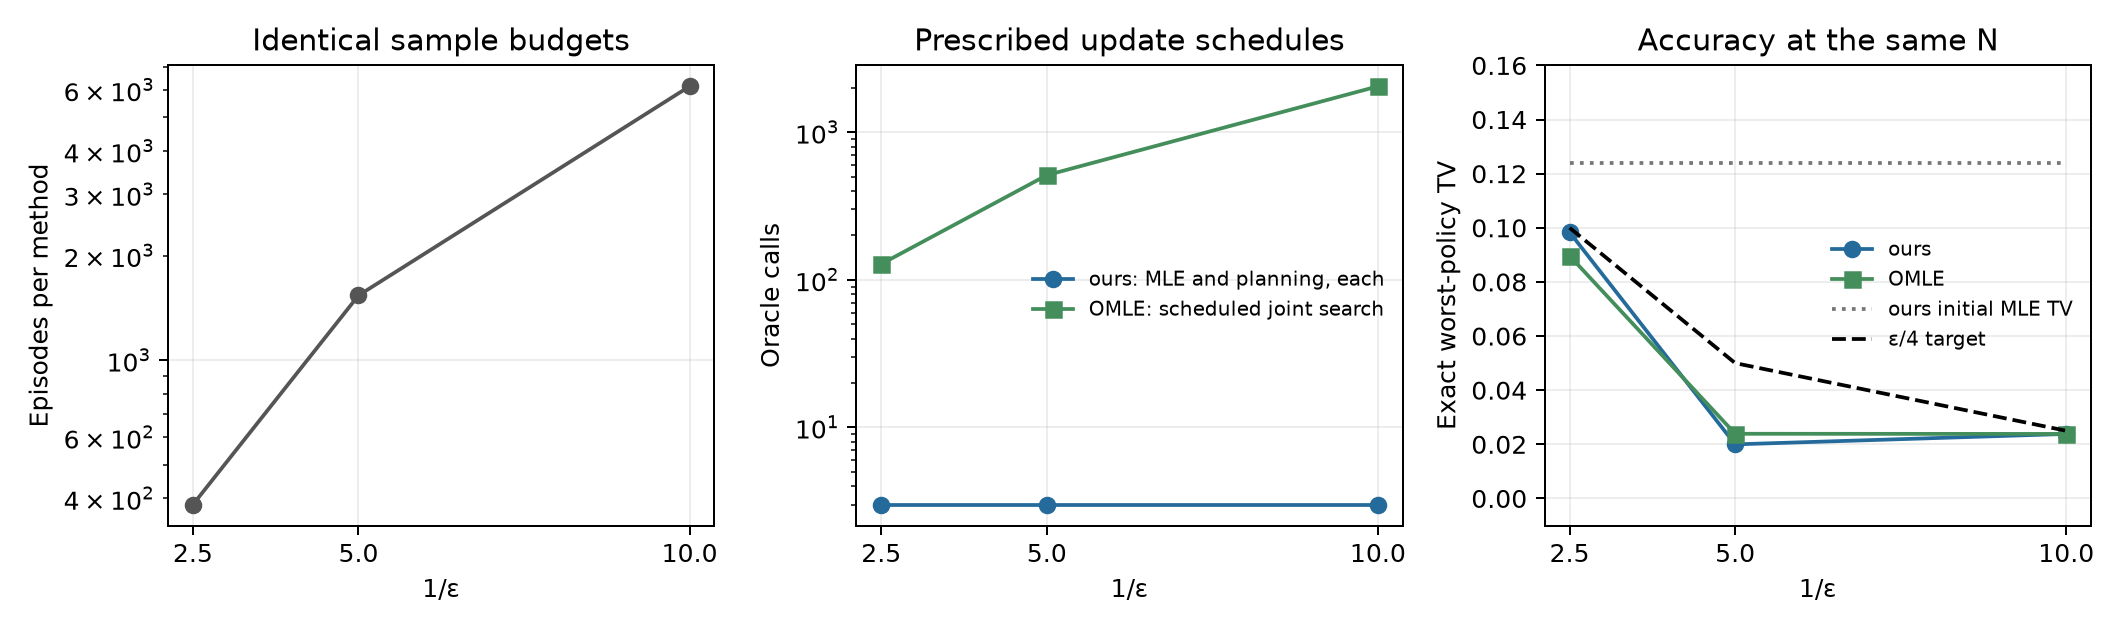 Identical sample budgets
Episodes per method
6 × 10³
4 × 10³
3 × 10³
2 × 10³
10³
6 × 10²
4 × 10²
2.5 5.0 10.0
1/ε
Prescribed update schedules
Oracle calls
10³
10²
10¹
ours: MLE and planning, each
OMLE: scheduled joint search
2.5 5.0 10.0
1/ε
Accuracy at the same N
Exact worst-policy TV
0.16
0.14
0.12
0.10
0.08
0.06
0.04
0.02
0.00
ours
OMLE
ours initial MLE TV
ε/4 target
2.5 5.0 10.0
1/ε